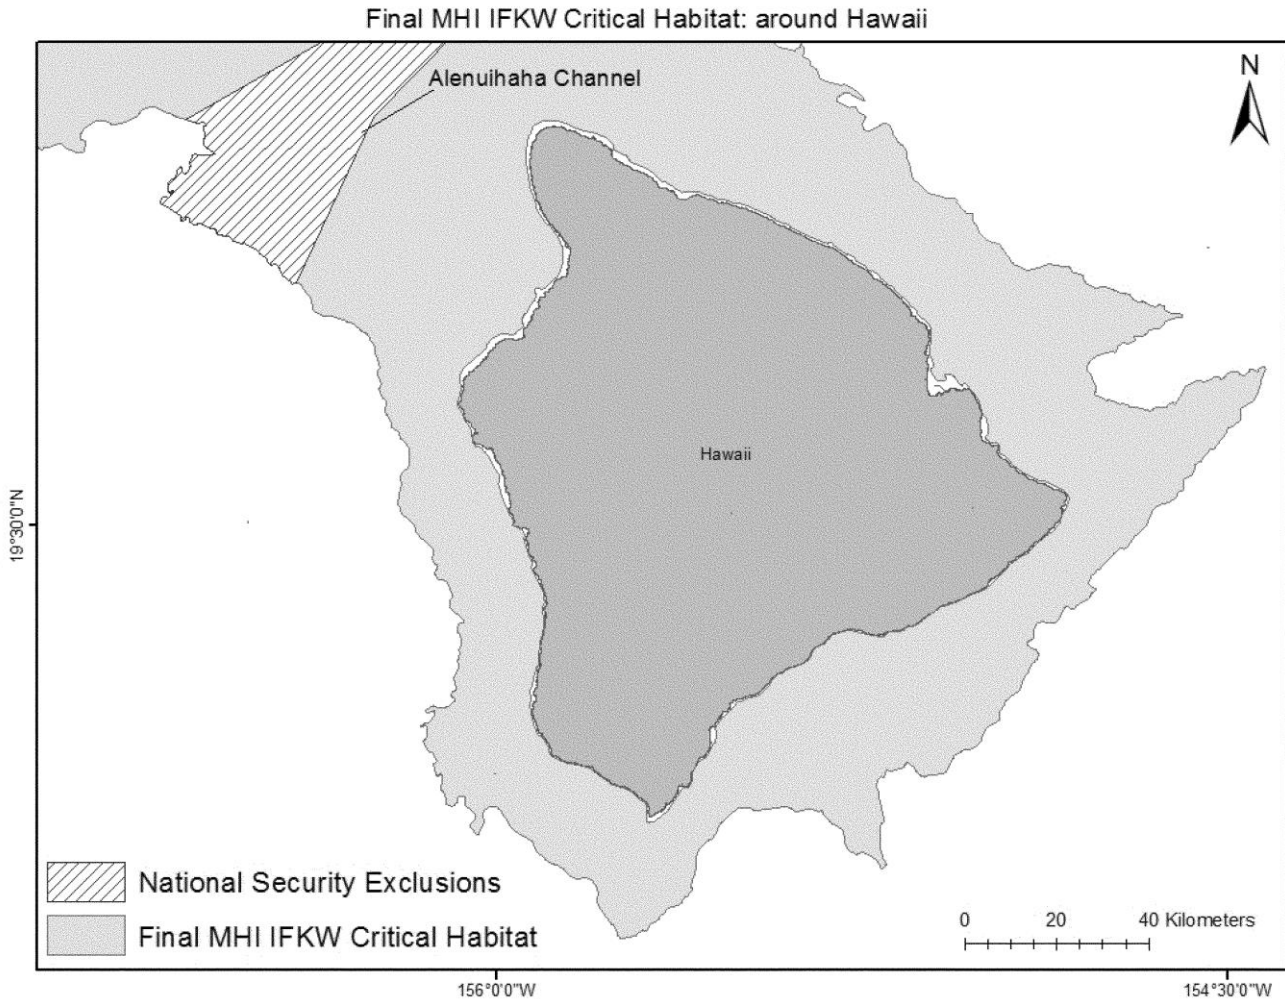 Final MHI IFKW Critical Habitat: around Hawaii
N
Alenuihaha Channel
Hawaii
19°30'0"N
National Security Exclusions
Final MHI IFKW Critical Habitat
0 20 40 Kilometers
156°0'0"W 154°30'0"W